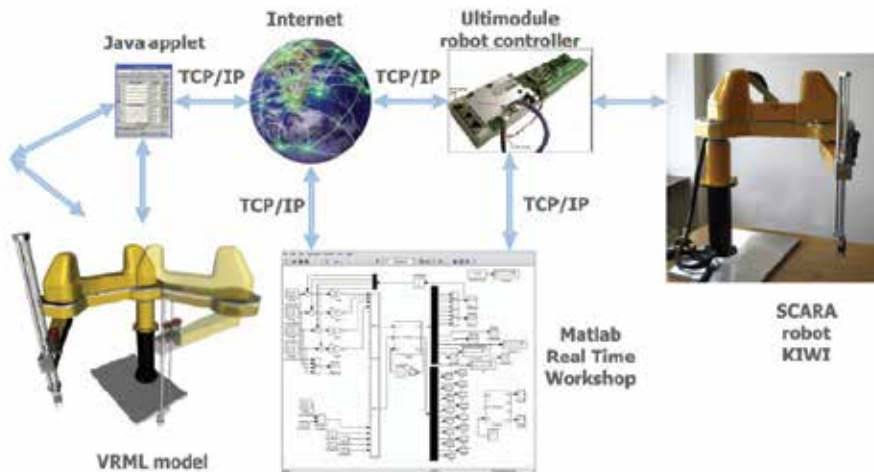 Internet
Ultimodule
robot controller
Java applet
TCP/IP
TCP/IP
TCP/IP
TCP/IP
SCARA
robot
KIWI
Matlab
Real Time
Workshop
VRML model